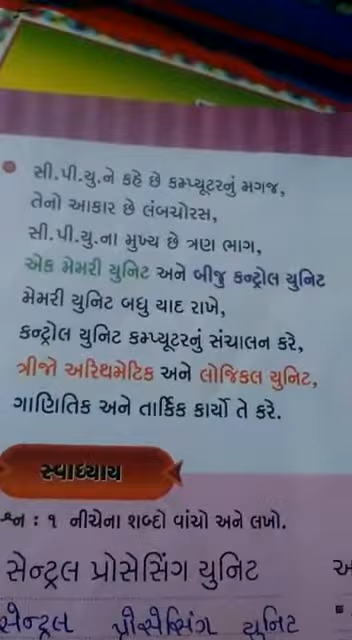 સી.પી.યુ.ને કહે છે કમ્પ્યૂટરનું મગજ,
તેનો આકાર છે લંબચોરસ,
સી.પી.યુ.ના મુખ્ય છે ત્રણ ભાગ,
એક મેમરી યુનિટ અને બીજુ કન્ટ્રોલ યુનિટ
મેમરી યુનિટ બધુ યાદ રાખે,
કન્ટ્રોલ યુનિટ કમ્પ્યૂટરનું સંચાલન કરે,
ત્રીજો અરિથમેટિક અને લોજિકલ યુનિટ,
ગાણિતિક અને તાર્કિક કાર્યો તે કરે.
સ્વાધ્યાય
શ્ન : ૧ નીચેના શબ્દો વાંચો અને લખો.
સેન્ટ્રલ પ્રોસેસિંગ યુનિટ
સેન્ટ્રલ પ્રોસેસિંગ યુનિટ